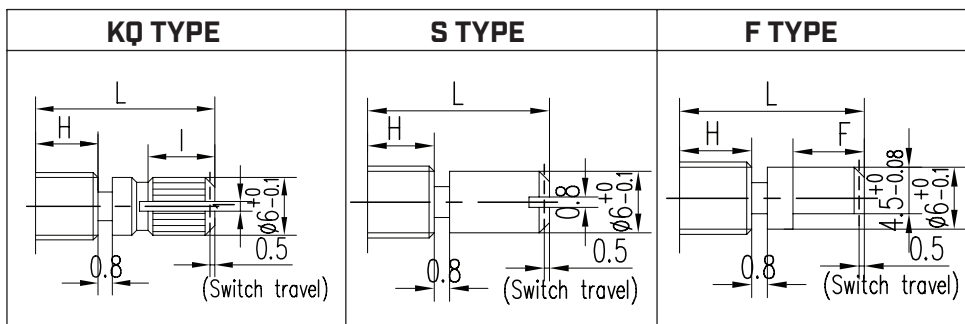 KQ TYPE
L
H
I
ø6 +0 -0.1
0.8
0.5
(Switch travel)
S TYPE
L
H
0.8
ø6 +0 -0.1
0.8
0.5
(Switch travel)
F TYPE
L
H
F
4.5 +0 -0.08
ø6 +0 -0.1
0.8
0.5
(Switch travel)